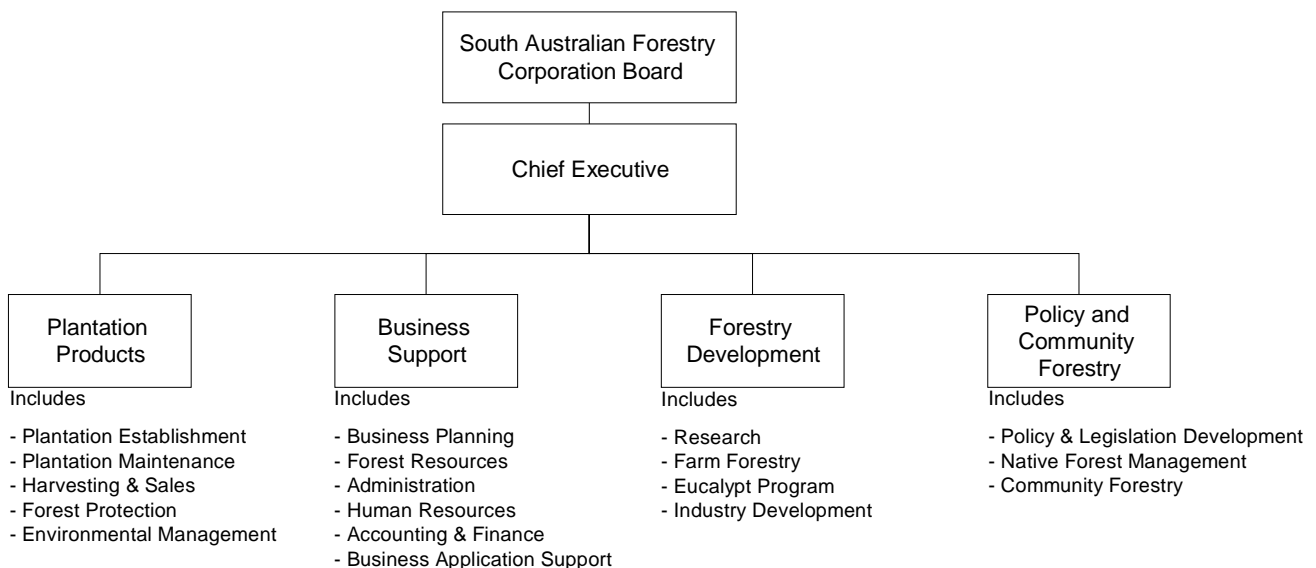 South Australian Forestry
Corporation Board
Chief Executive
Plantation
Products
Includes
- Plantation Establishment
- Plantation Maintenance
- Harvesting & Sales
- Forest Protection
- Environmental Management
Business
Support
Includes
- Business Planning
- Forest Resources
- Administration
- Human Resources
- Accounting & Finance
- Business Application Support
Forestry
Development
Includes
- Research
- Farm Forestry
- Eucalypt Program
- Industry Development
Policy and
Community
Forestry
Includes
- Policy & Legislation Development
- Native Forest Management
- Community Forestry